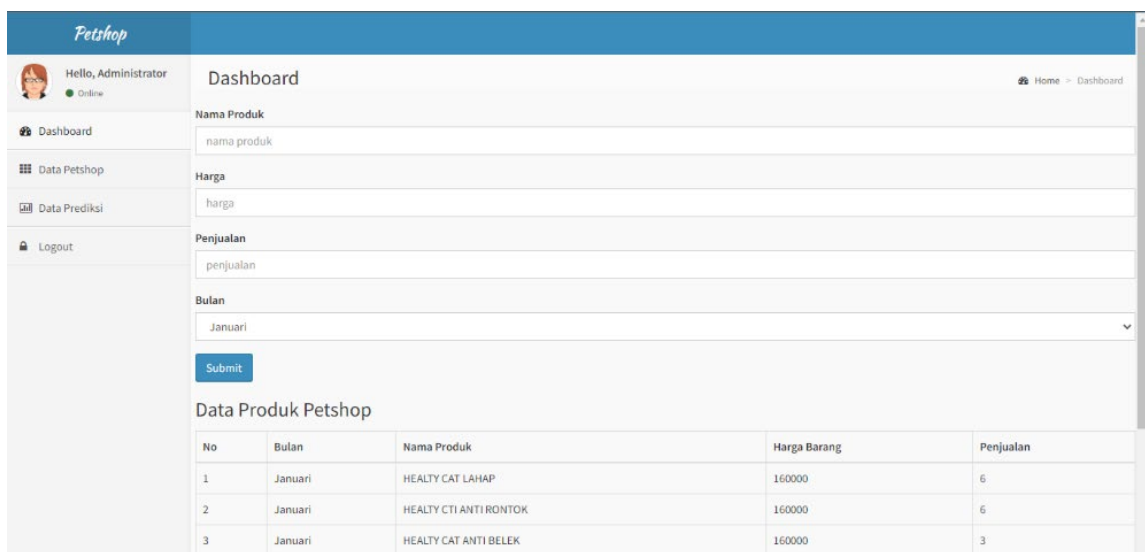 Petshop
Hello, Administrator
Online
Dashboard
Data Petshop
Data Prediksi
Logout
Dashboard
Home > Dashboard
Nama Produk
nama produk
Harga
harga
Penjualan
penjualan
Bulan
Januari
Submit
Data Produk Petshop
No Bulan Nama Produk Harga Barang Penjualan
1 Januari HEALTY CAT LAHAP 160000 6
2 Januari HEALTY CTI ANTI RONTOK 160000 6
3 Januari HEALTY CAT ANTI BELEK 160000 3